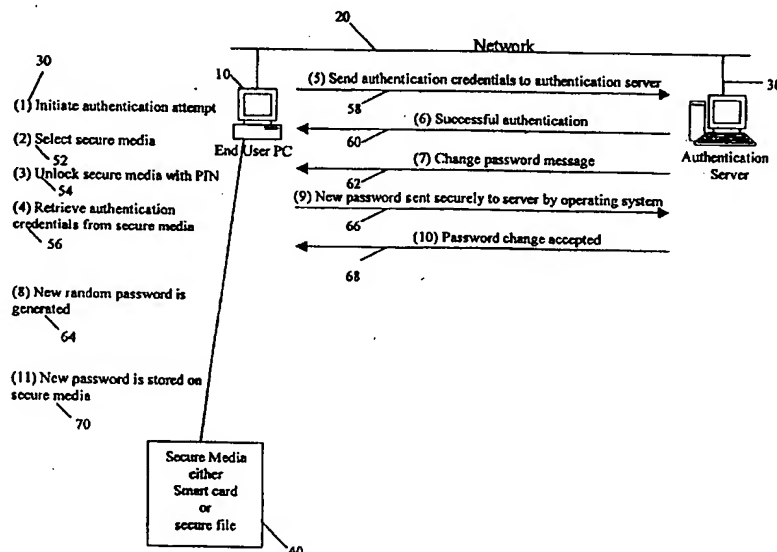 20
Network
30
10
(5) Send authentication credentials to authentication server
30
(1) Initiate authentication attempt
58
(6) Successful authentication
(2) Select secure media
52
End User PC
60
Authentication
Server
(3) Unlock secure media with PIN
54
(7) Change password message
62
(4) Retrieve authentication
credentials from secure media
56
(9) New password sent securely to server by operating system
66
(10) Password change accepted
68
(8) New random password is
generated
64
(11) New password is stored on
secure media
70
Secure Media
either
Smart card
or
secure file
40